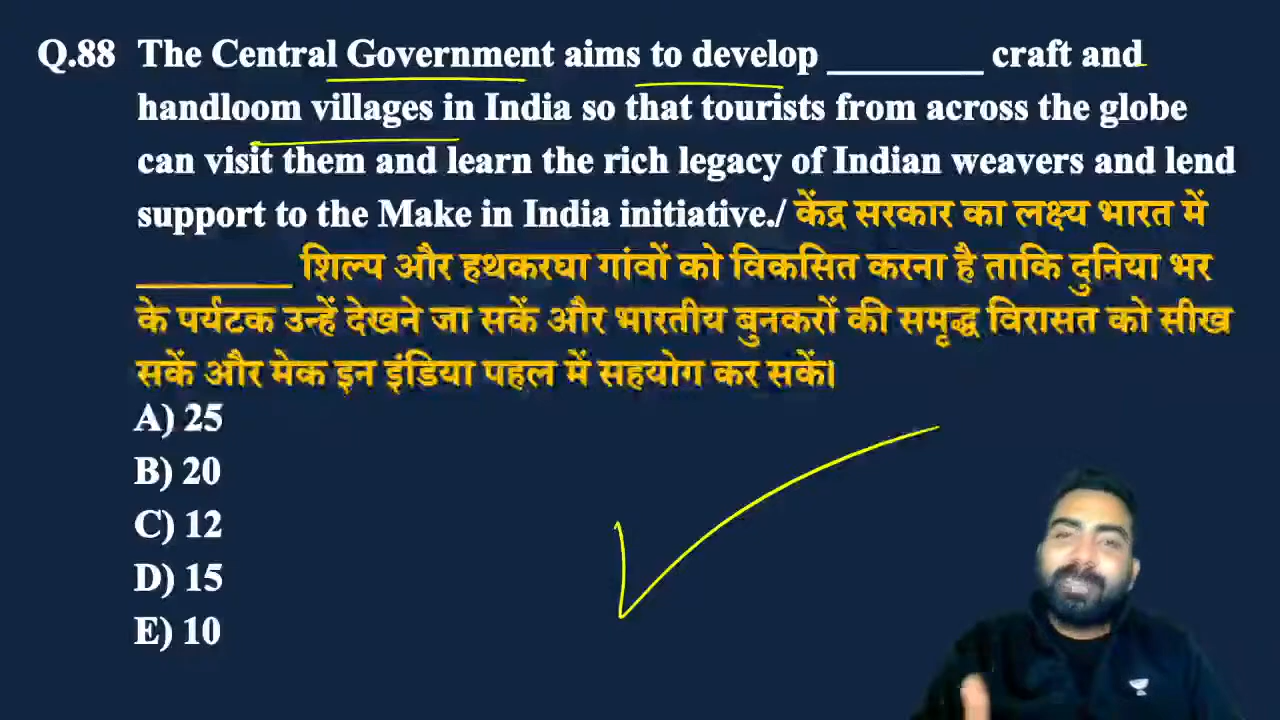 Q.88 The Central Government aims to develop _________ craft and
handloom villages in India so that tourists from across the globe
can visit them and learn the rich legacy of Indian weavers and lend
support to the Make in India initiative./ केंद्र सरकार का लक्ष्य भारत में
_________ शिल्प और हथकरघा गांवों को विकसित करना है ताकि दुनिया भर
के पर्यटक उन्हें देखने जा सकें और भारतीय बुनकरों की समृद्ध विरासत को सीख
सकें और मेक इन इंडिया पहल में सहयोग कर सकें।
A) 25
B) 20
C) 12
D) 15
E) 10